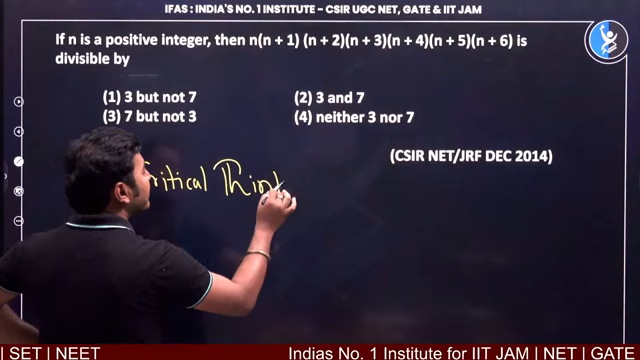 IFAS : INDIA'S NO. 1 INSTITUTE – CSIR UGC NET, GATE & IIT JAM
If n is a positive integer, then n(n + 1) (n + 2)(n + 3)(n + 4)(n + 5)(n + 6) is
divisible by
(1) 3 but not 7 (2) 3 and 7
(3) 7 but not 3 (4) neither 3 nor 7
(CSIR NET/JRF DEC 2014)
ritical Thin
| SET | NEET Indias No. 1 Institute for IIT JAM | NET | GATE